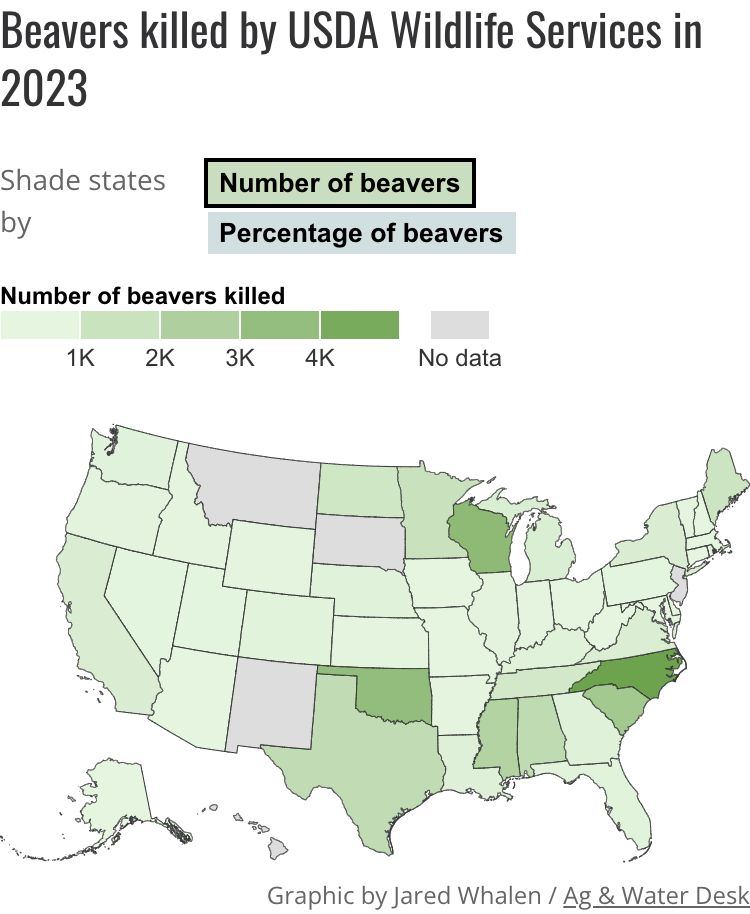 Beavers killed by USDA Wildlife Services in
2023
Shade states
by
Number of beavers
Percentage of beavers
Number of beavers killed
1K 2K 3K 4K No data
Graphic by Jared Whalen / Ag & Water Desk